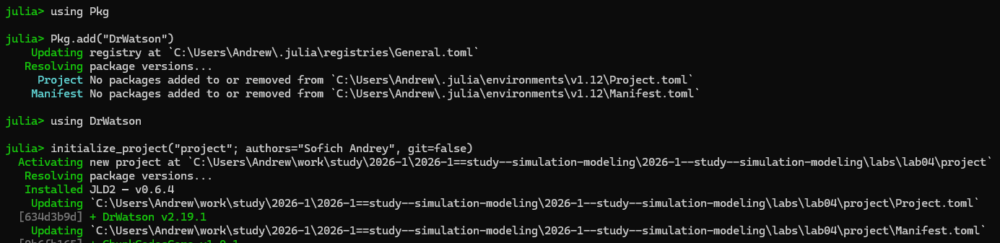 julia> using Pkg
julia> Pkg.add("DrWatson")
Updating registry at `C:\Users\Andrew\.julia\registries\General.toml`
Resolving package versions...
Project No packages added to or removed from `C:\Users\Andrew\.julia\environments\v1.12\Project.toml`
Manifest No packages added to or removed from `C:\Users\Andrew\.julia\environments\v1.12\Manifest.toml`
julia> using DrWatson
julia> initialize_project("project"; authors="Sofich Andrey", git=false)
Activating new project at `C:\Users\Andrew\work\study\2026-1\2026-1==study--simulation-modeling\2026-1--study--simulation-modeling\labs\lab04\project`
Resolving package versions...
Installed JLD2 — v0.6.4
Updating `C:\Users\Andrew\work\study\2026-1\2026-1==study--simulation-modeling\2026-1--study--simulation-modeling\labs\lab04\project\Project.toml`
[634d3b9d] + DrWatson v2.19.1
Updating `C:\Users\Andrew\work\study\2026-1\2026-1==study--simulation-modeling\2026-1--study--simulation-modeling\labs\lab04\project\Manifest.toml`